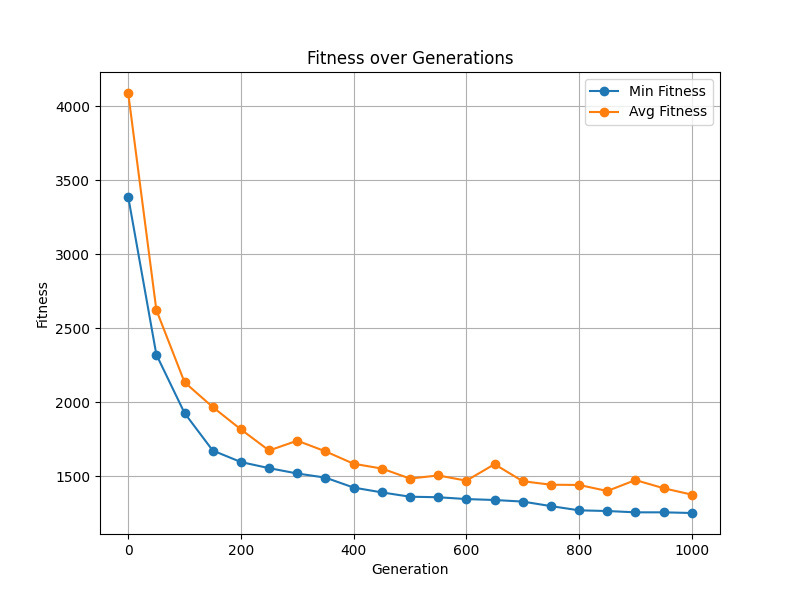 Fitness over Generations
Min Fitness
Avg Fitness
4000
3500
3000
2500
2000
1500
Fitness
0 200 400 600 800 1000
Generation